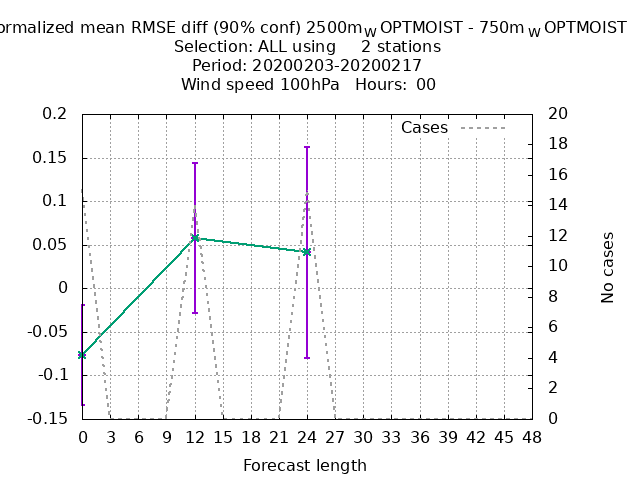 ormalized mean RMSE diff (90% conf) 2500m_W OPTMOIST - 750m_W OPTMOIST
Selection: ALL using 2 stations
Period: 20200203-20200217
Wind speed 100hPa Hours: 00
Cases
0.2
0.15
0.1
0.05
0
-0.05
-0.1
-0.15
20
18
16
14
12
10
8
6
4
2
0
No cases
0 3 6 9 12 15 18 21 24 27 30 33 36 39 42 45 48
Forecast length